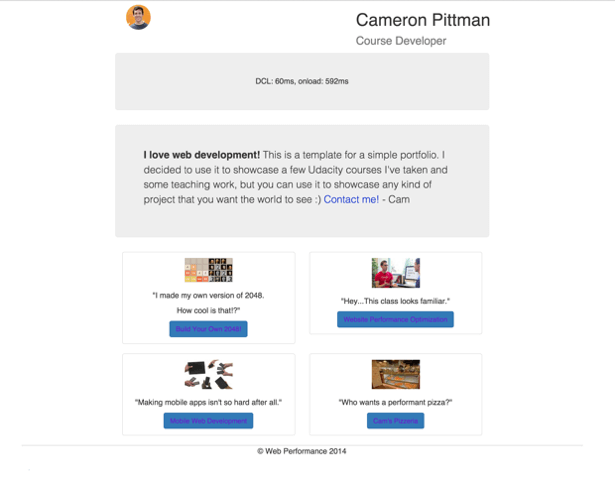 Cameron Pittman
Course Developer
DCL: 60ms, onload: 592ms
I love web development! This is a template for a simple portfolio. I
decided to use it to showcase a few Udacity courses I've taken and
some teaching work, but you can use it to showcase any kind of
project that you want the world to see :) Contact me! - Cam
"I made my own version of 2048.
How cool is that!?"
Build Your Own 2048!
"Hey...This class looks familiar."
Website Performance Optimization
"Making mobile apps isn't so hard after all."
Mobile Web Development
"Who wants a performant pizza?"
Cam's Pizzeria
© Web Performance 2014